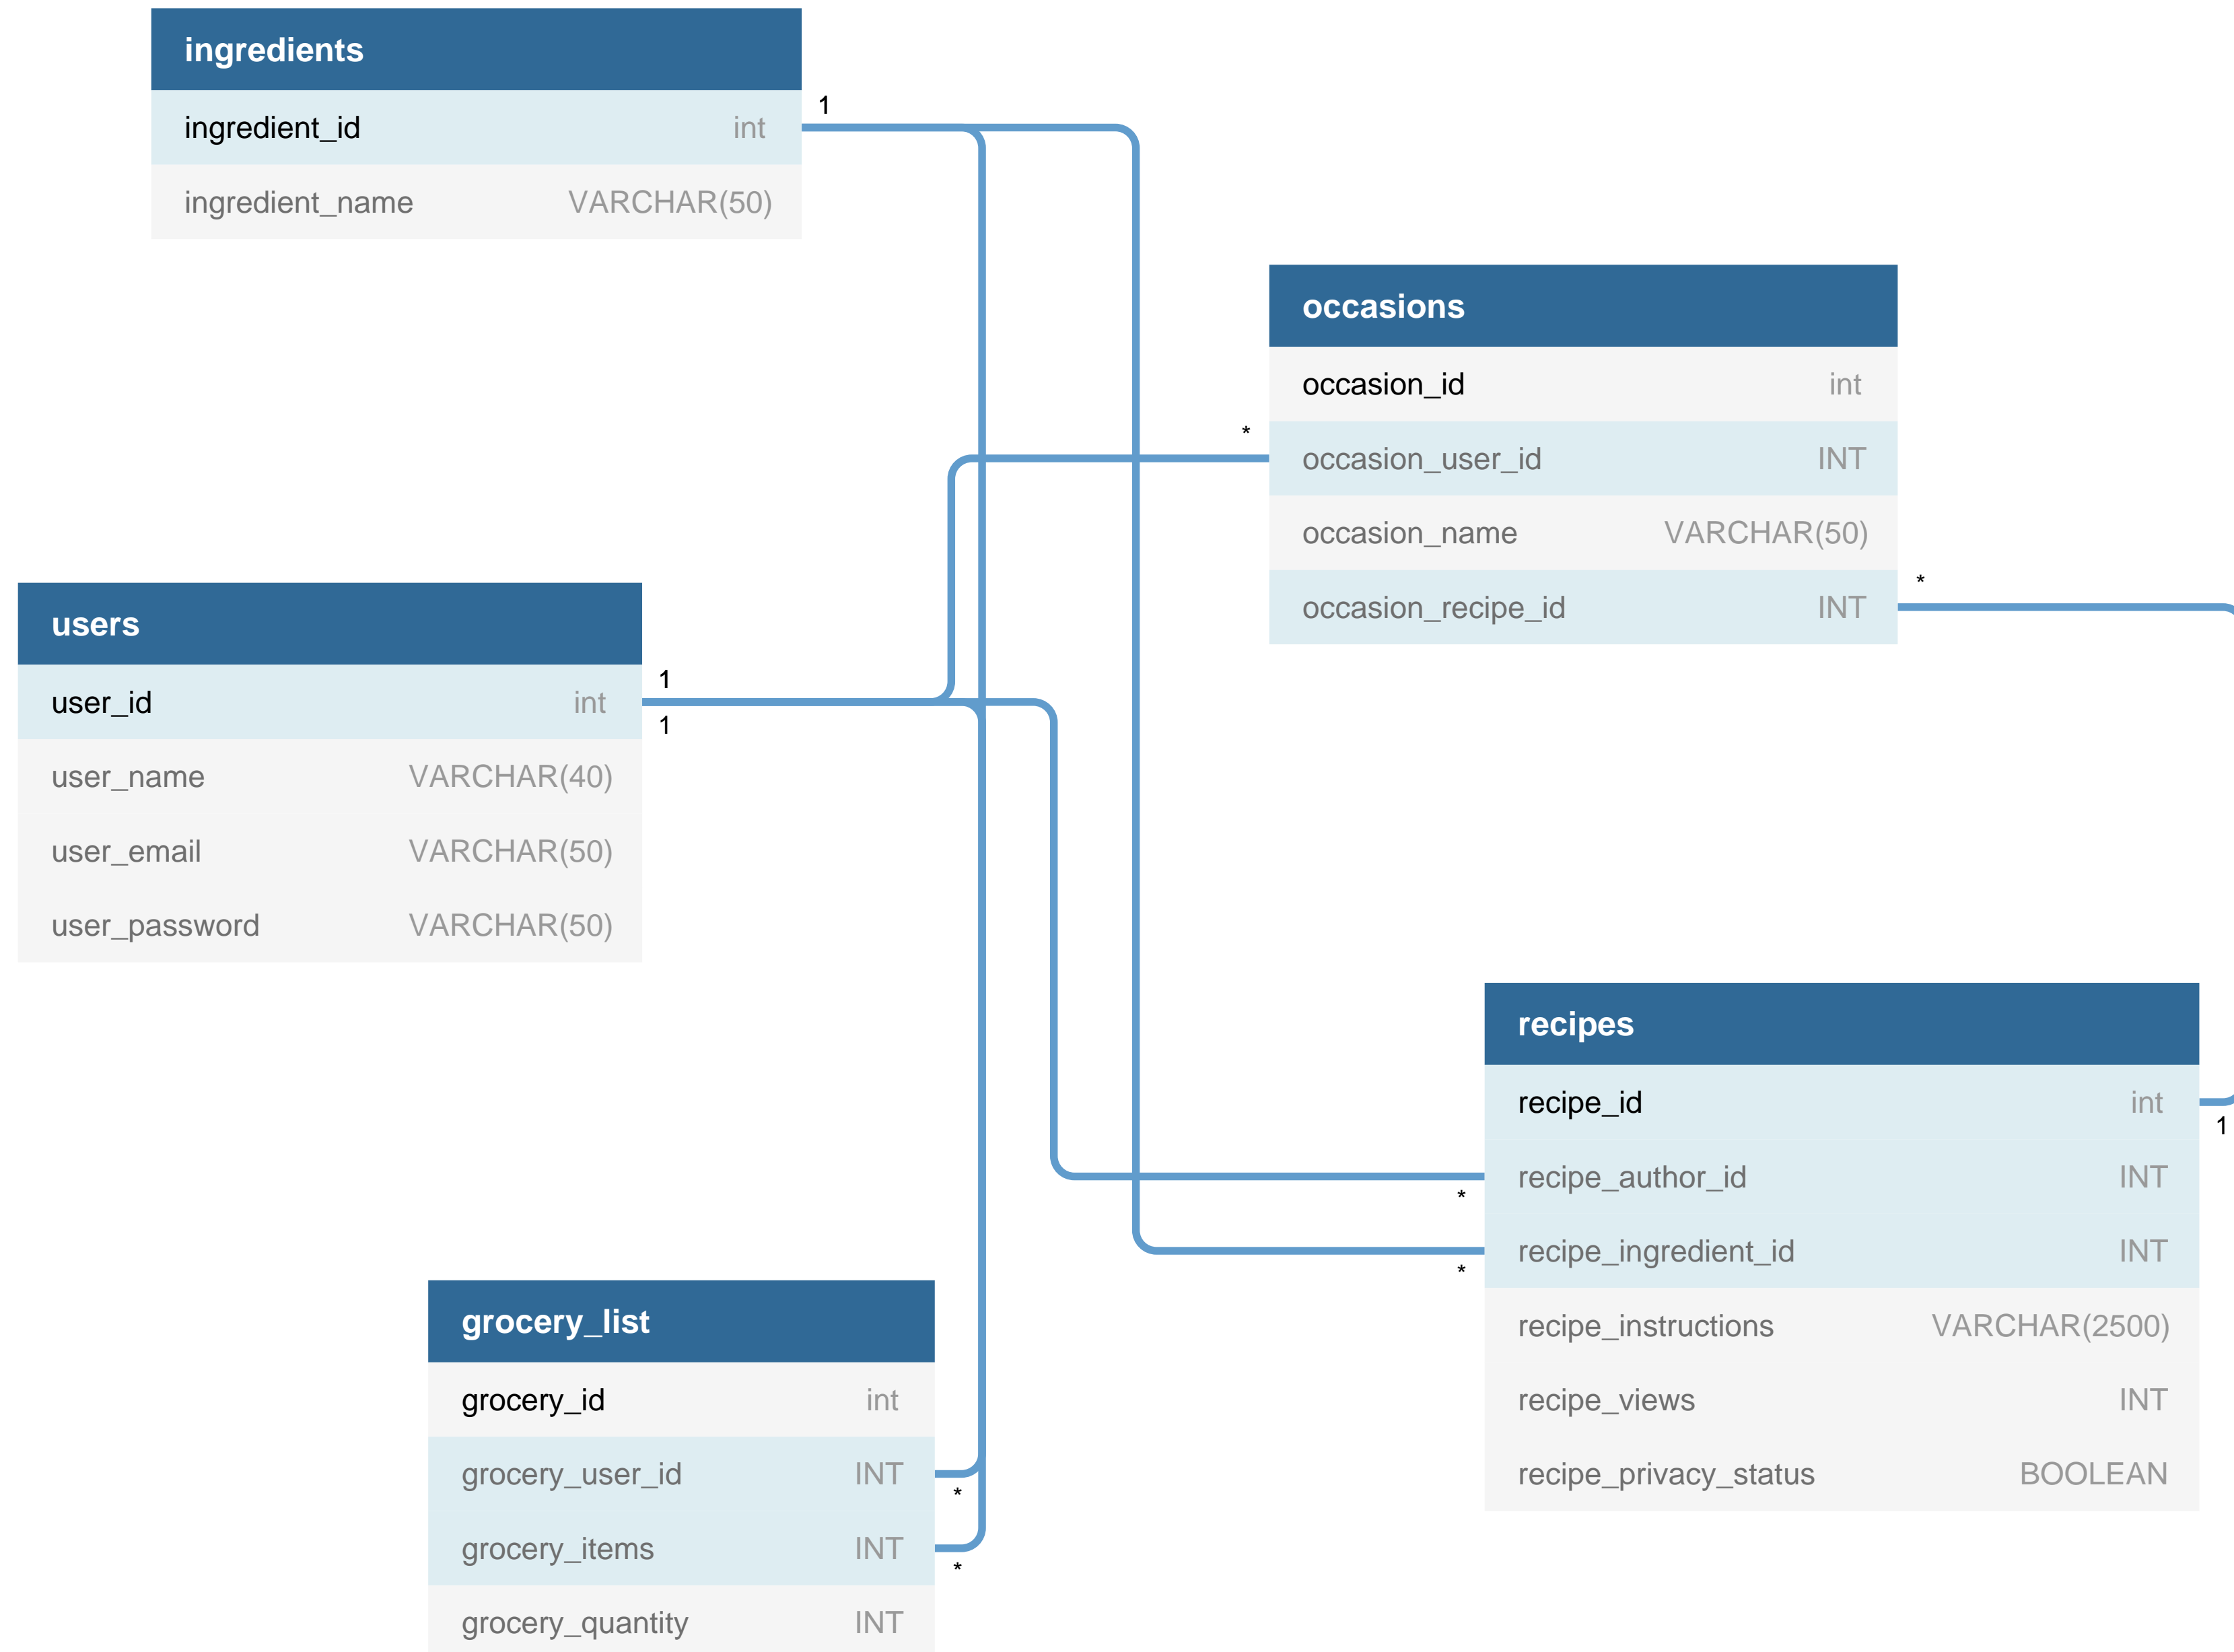 ingredients
1
ingredient_id int
ingredient_name VARCHAR(50)
occasions
occasion_id int
*
occasion_user_id INT
occasion_name VARCHAR(50)
*
occasion_recipe_id INT
users
1
user_id int
1
user_name VARCHAR(40)
user_email VARCHAR(50)
user_password VARCHAR(50)
recipes
recipe_id int
1
recipe_author_id INT
*
recipe_ingredient_id INT
*
recipe_instructions VARCHAR(2500)
recipe_views INT
recipe_privacy_status BOOLEAN
grocery_list
grocery_id int
grocery_user_id INT
*
grocery_items INT
*
grocery_quantity INT